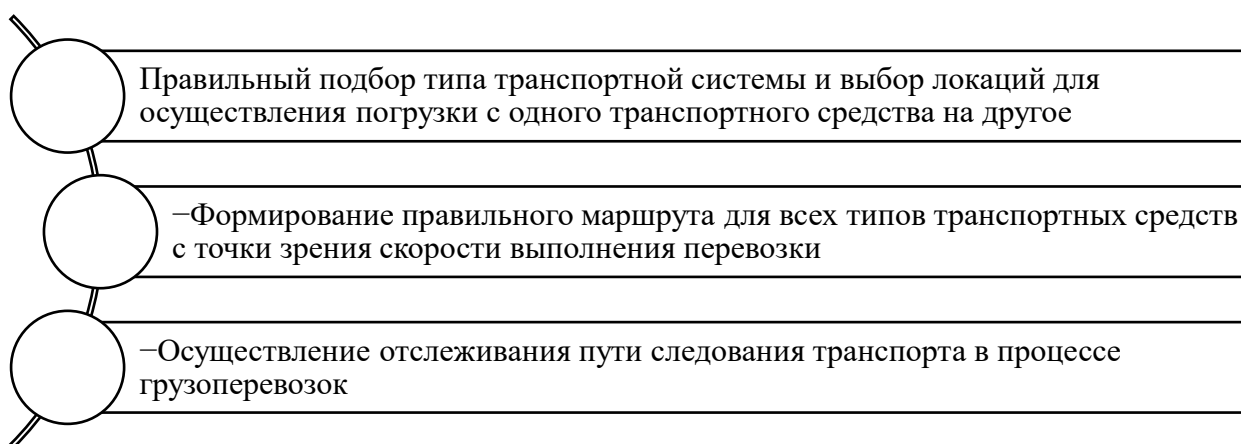 Правильный подбор типа транспортной системы и выбор локаций для
осуществления погрузки с одного транспортного средства на другое
−Формирование правильного маршрута для всех типов транспортных средств
с точки зрения скорости выполнения перевозки
−Осуществление отслеживания пути следования транспорта в процессе
грузоперевозок